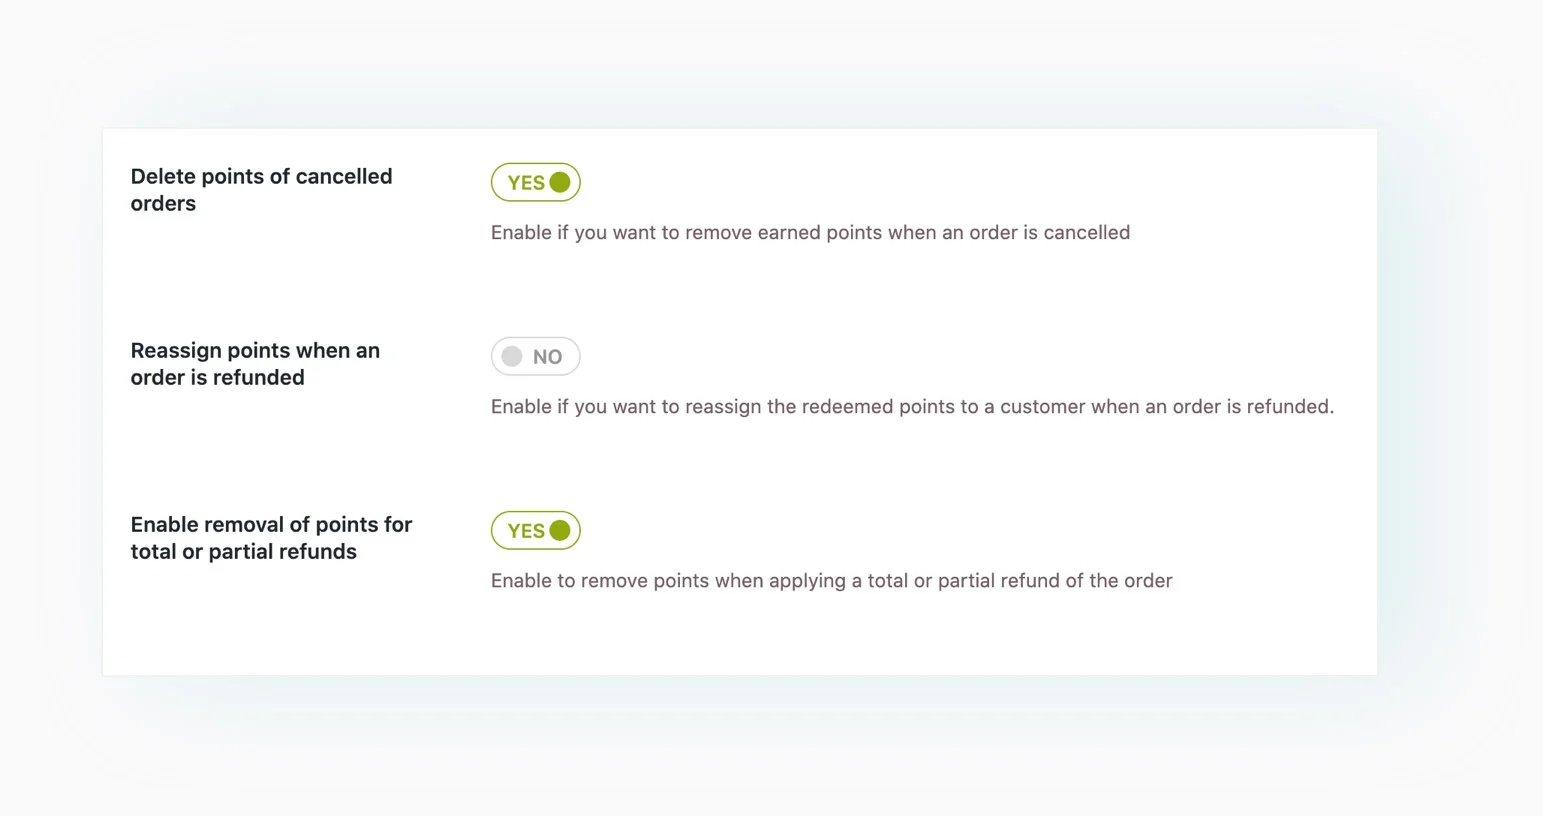 Delete points of cancelled
orders
YES
Enable if you want to remove earned points when an order is cancelled
Reassign points when an
order is refunded
NO
Enable if you want to reassign the redeemed points to a customer when an order is refunded.
Enable removal of points for
total or partial refunds
YES
Enable to remove points when applying a total or partial refund of the order